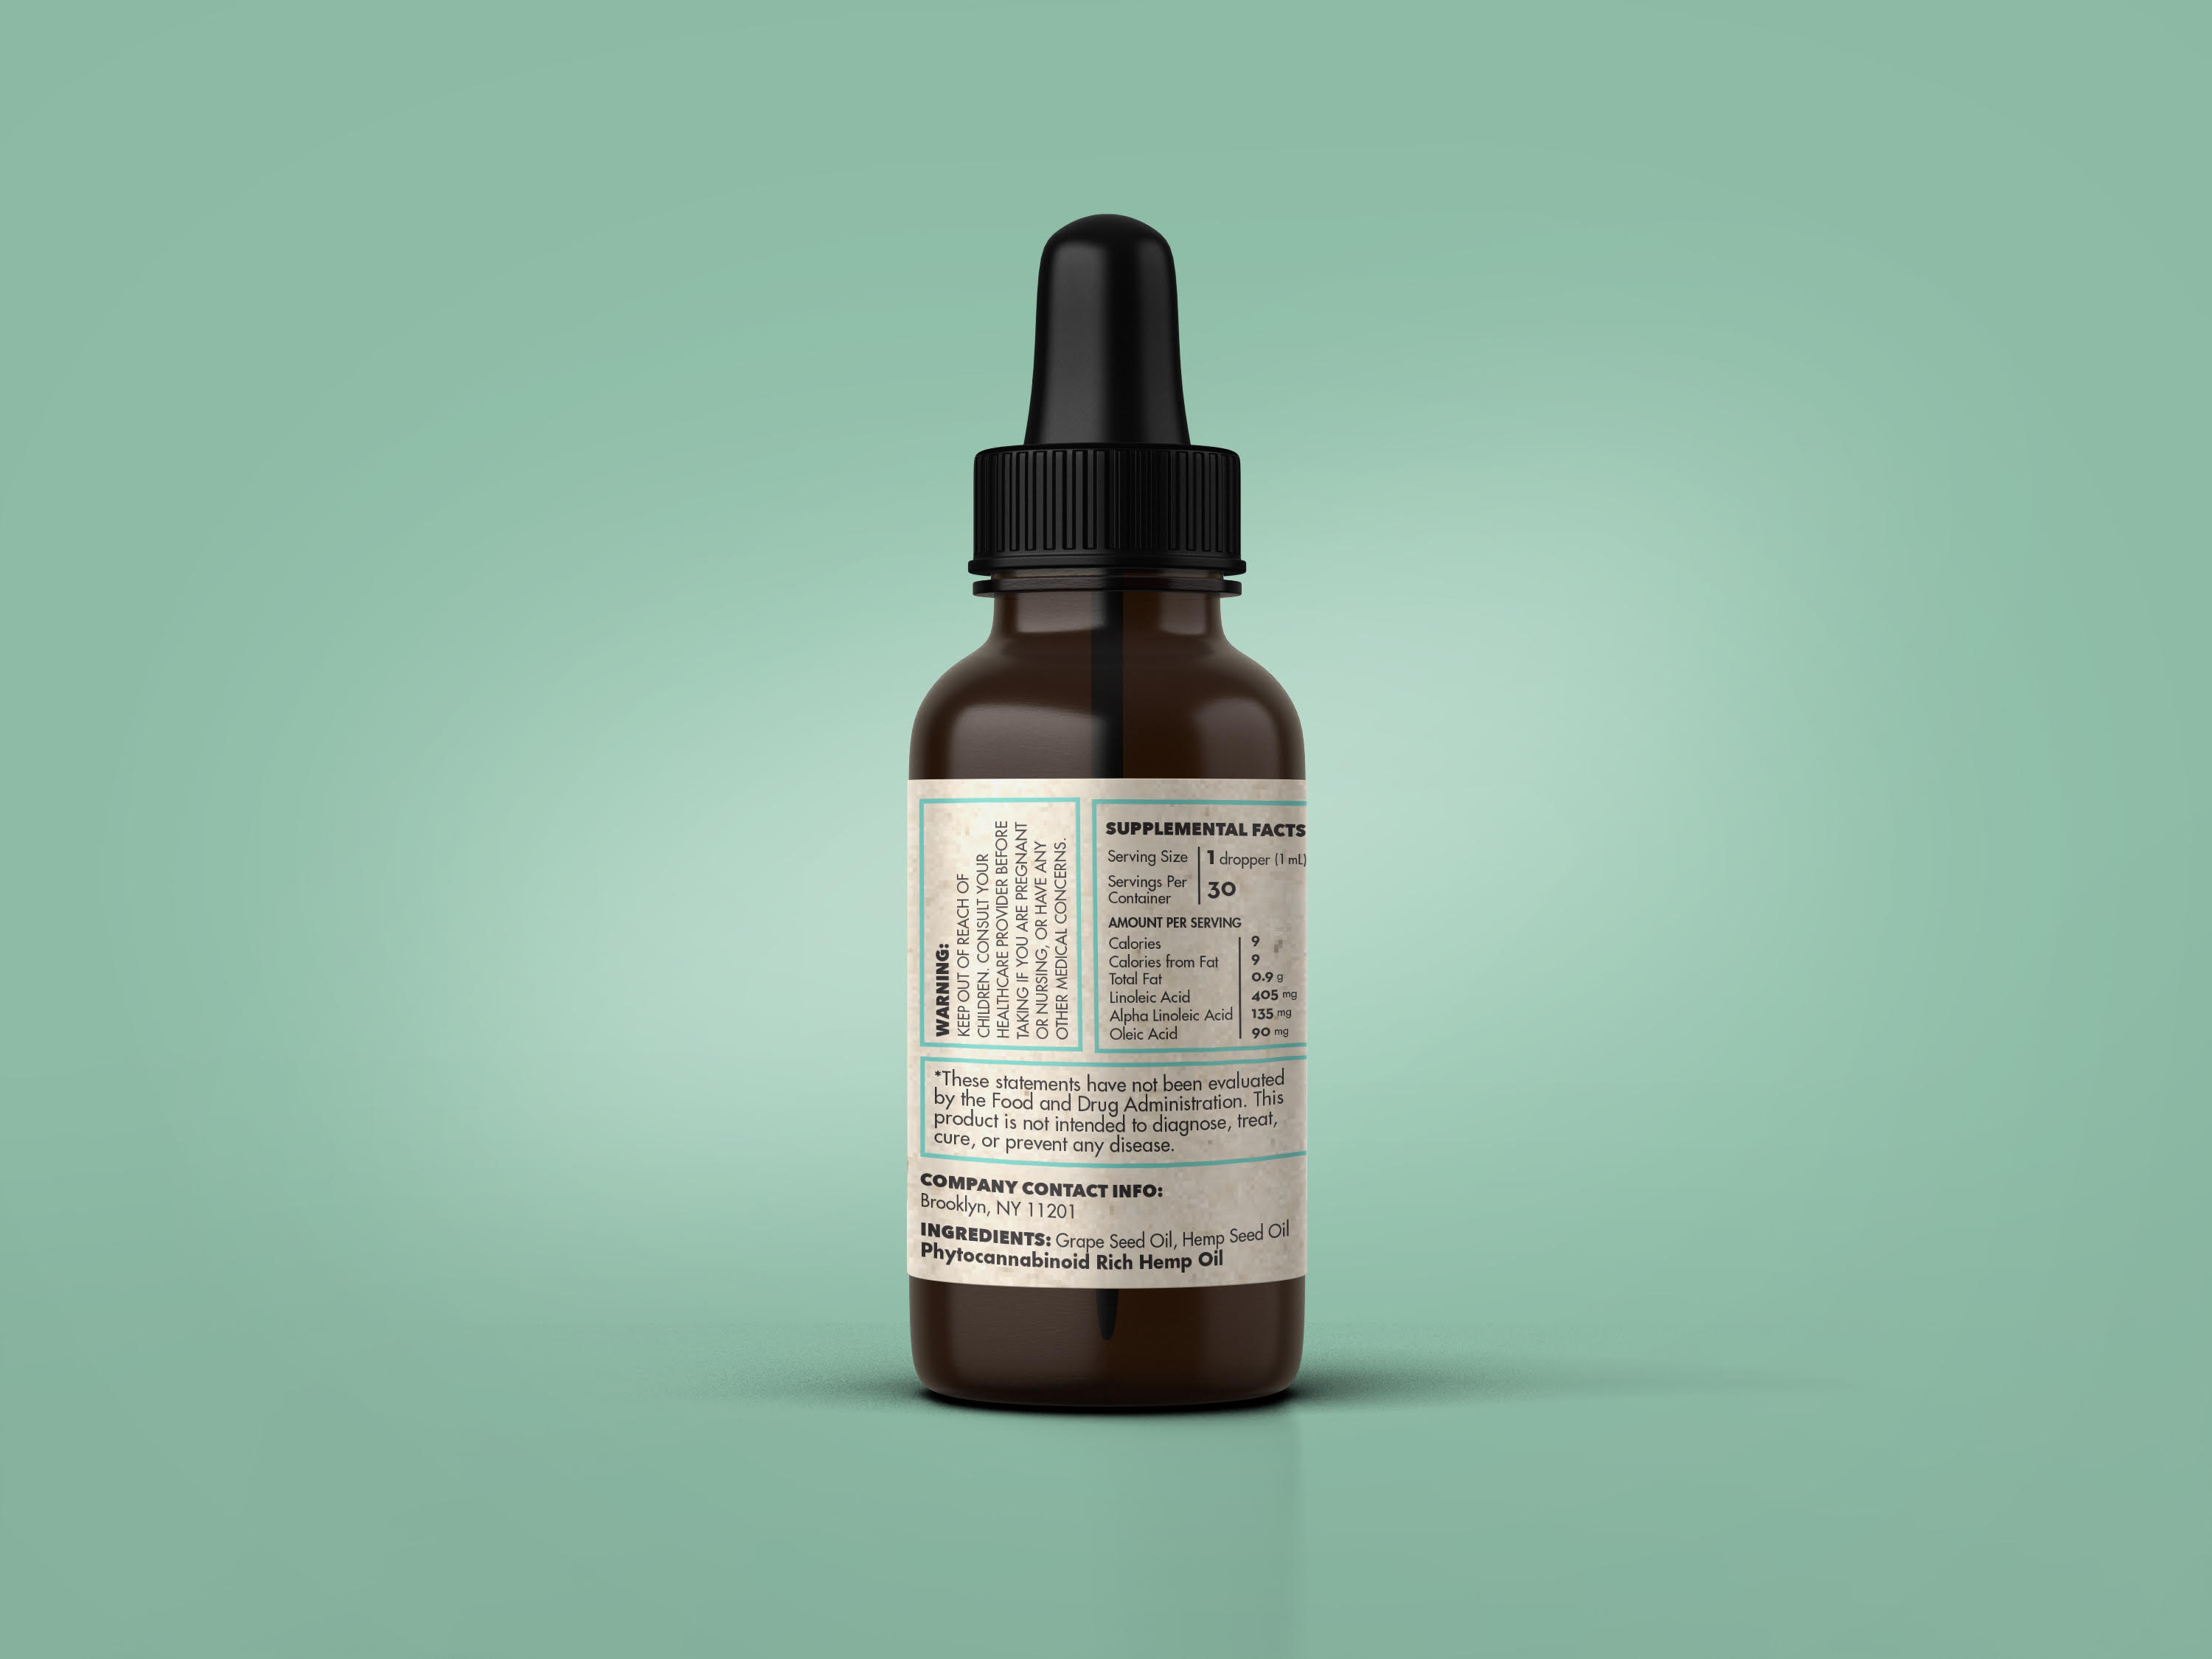 WARNING:
KEEP OUT OF REACH OF
CHILDREN. CONSULT YOUR
HEALTHCARE PROVIDER BEFORE
TAKING IF YOU ARE PREGNANT
OR NURSING, OR HAVE ANY
OTHER MEDICAL CONCERNS.
SUPPLEMENTAL FACTS
Serving Size 1 dropper (1 mL)
Servings Per
Container 30
AMOUNT PER SERVING
Calories 9
Calories from Fat 9
Total Fat 0.9 g
Linoleic Acid 405 mg
Alpha Linoleic Acid 135 mg
Oleic Acid 90 mg
*These statements have not been evaluated
by the Food and Drug Administration. This
product is not intended to diagnose, treat,
cure, or prevent any disease.
COMPANY CONTACT INFO:
Brooklyn, NY 11201
INGREDIENTS: Grape Seed Oil, Hemp Seed Oil
Phytocannabinoid Rich Hemp Oil